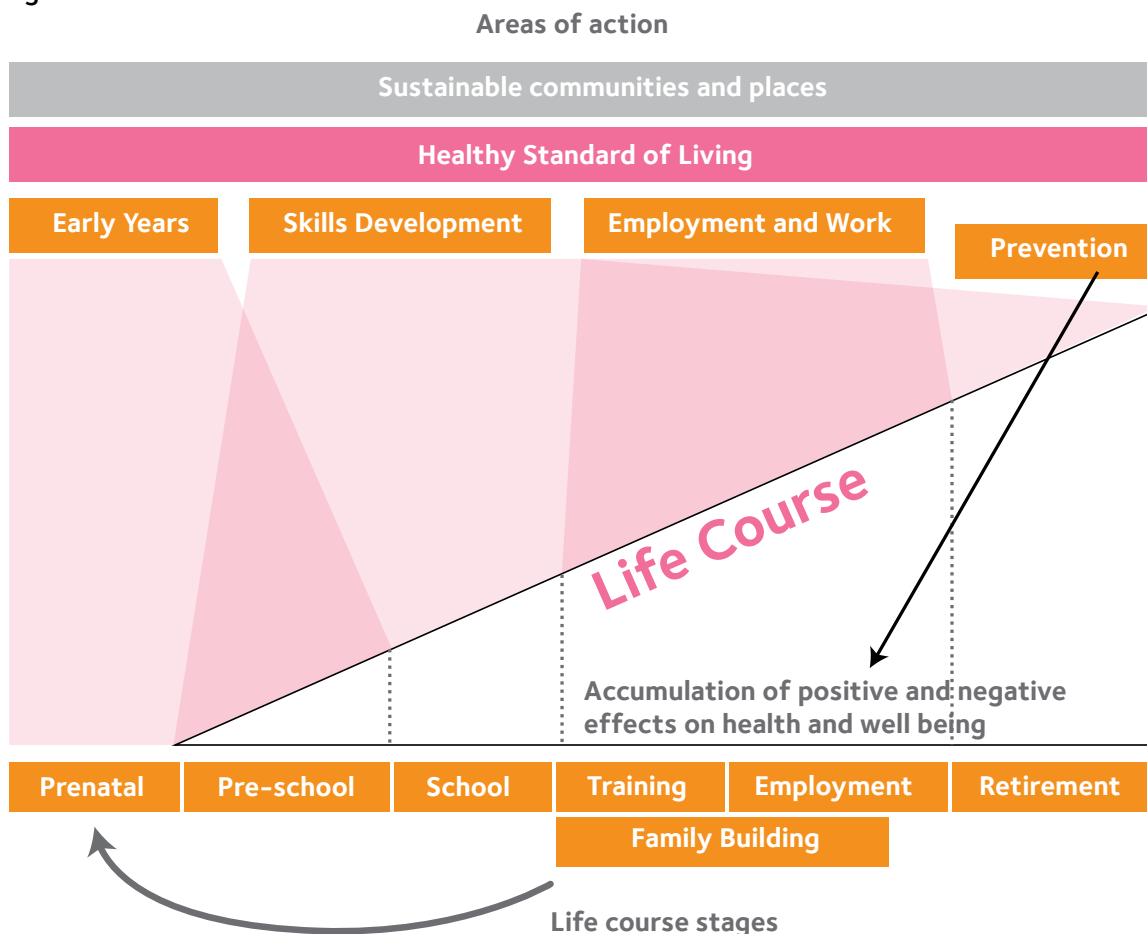 Areas of action
Sustainable communities and places
Healthy Standard of Living
Early Years
Skills Development
Employment and Work
Prevention
Life Course
Accumulation of positive and negative
effects on health and well being
Prenatal
Pre-school
School
Training
Employment
Retirement
Family Building
Life course stages